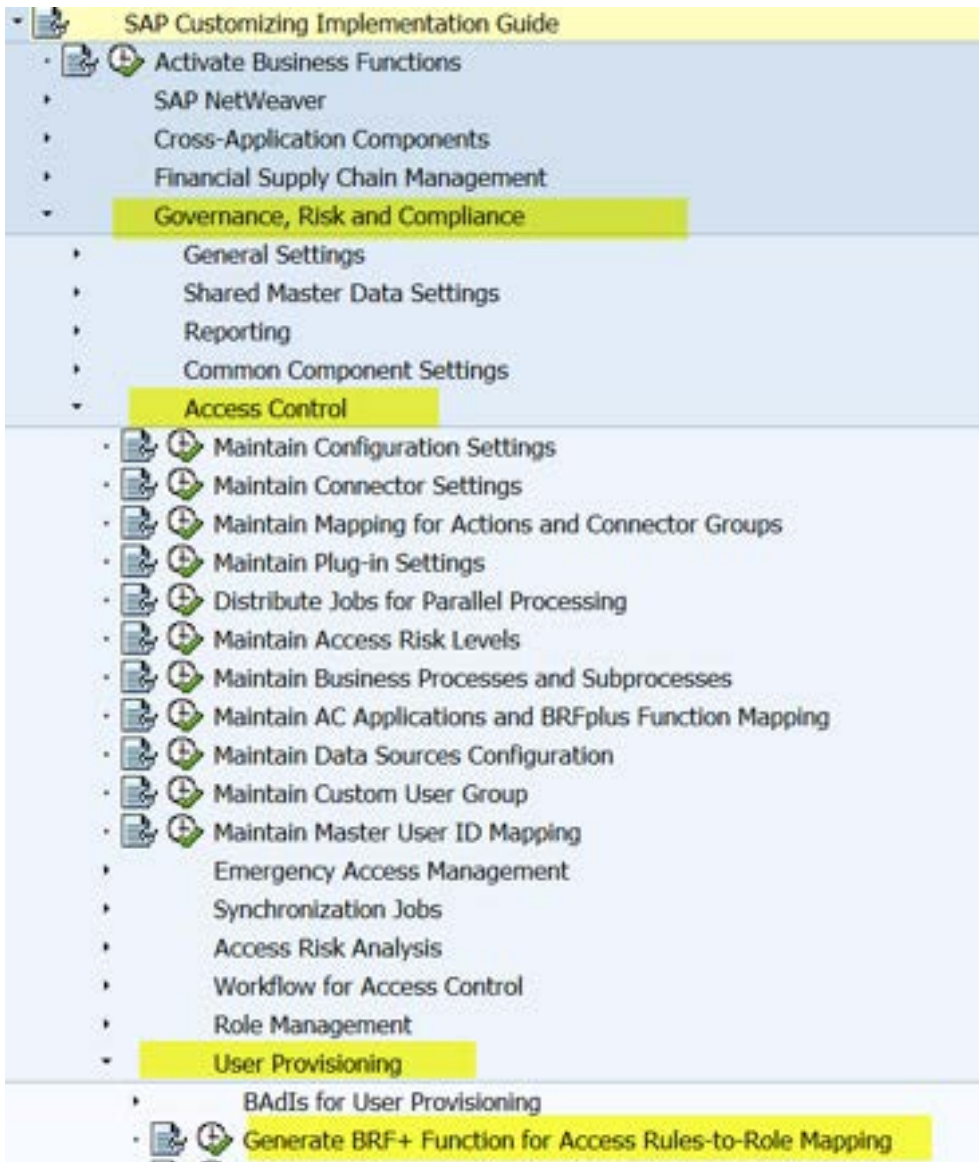 SAP Customizing Implementation Guide
Activate Business Functions
SAP NetWeaver
Cross-Application Components
Financial Supply Chain Management
Governance, Risk and Compliance
General Settings
Shared Master Data Settings
Reporting
Common Component Settings
Access Control
Maintain Configuration Settings
Maintain Connector Settings
Maintain Mapping for Actions and Connector Groups
Maintain Plug-in Settings
Distribute Jobs for Parallel Processing
Maintain Access Risk Levels
Maintain Business Processes and Subprocesses
Maintain AC Applications and BRFplus Function Mapping
Maintain Data Sources Configuration
Maintain Custom User Group
Maintain Master User ID Mapping
Emergency Access Management
Synchronization Jobs
Access Risk Analysis
Workflow for Access Control
Role Management
User Provisioning
BAdIs for User Provisioning
Generate BRF+ Function for Access Rules-to-Role Mapping